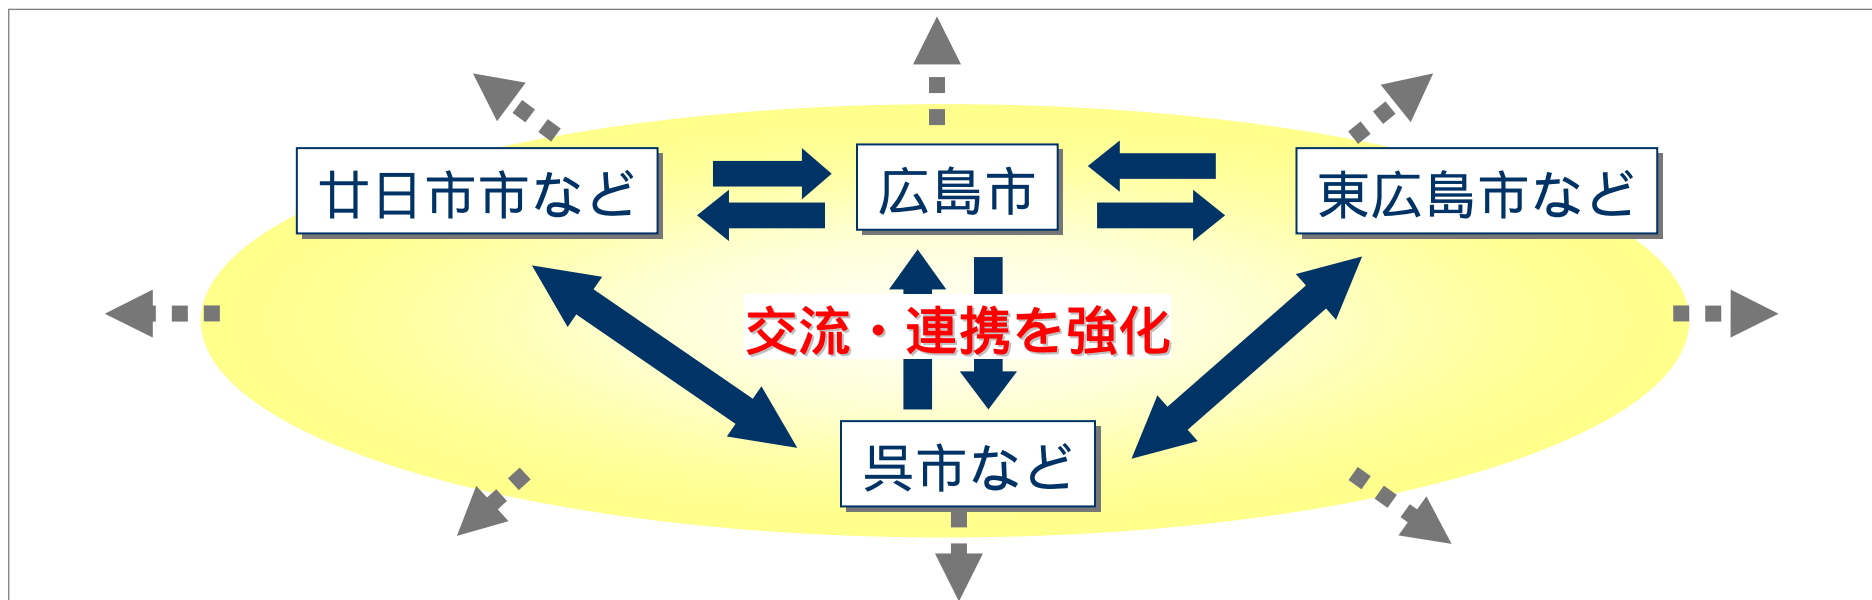 廿日市市など
広島市
東広島市など
交流・連携を強化
呉市など